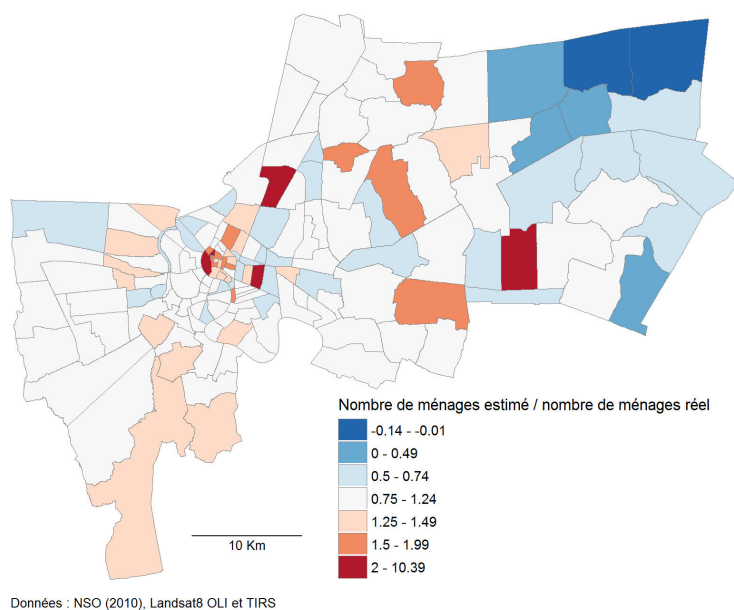 Nombre de ménages estimé / nombre de ménages réel
-0.14 - -0.01
0 - 0.49
0.5 - 0.74
0.75 - 1.24
1.25 - 1.49
1.5 - 1.99
2 - 10.39
10 Km
Données : NSO (2010), Landsat8 OLI et TIRS